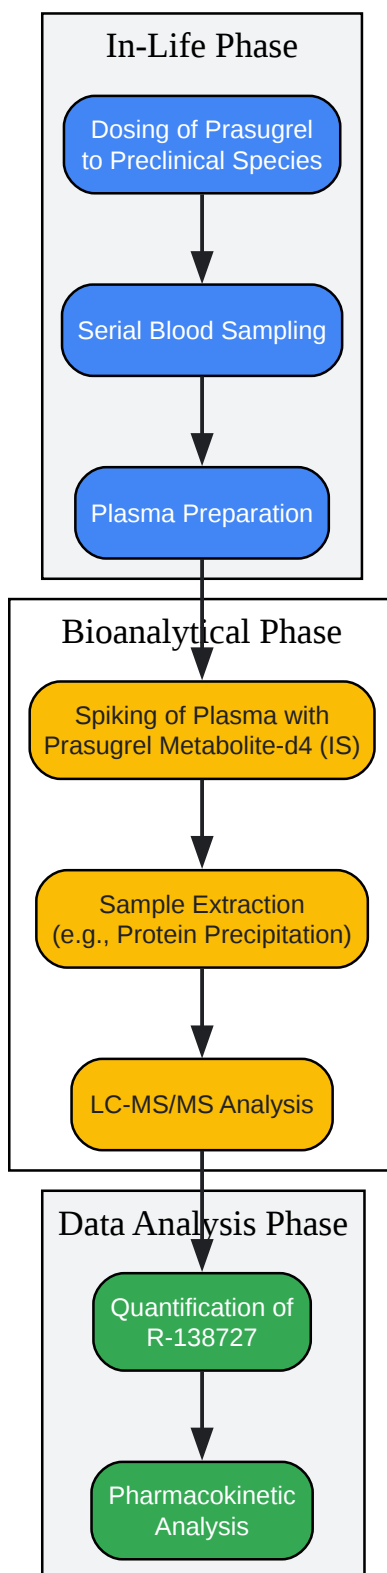 In-Life Phase
Dosing of Prasugrel
to Preclinical Species
Serial Blood Sampling
Plasma Preparation
Bioanalytical Phase
Spiking of Plasma with
Prasugrel Metabolite-d4 (IS)
Sample Extraction
(e.g., Protein Precipitation)
LC-MS/MS Analysis
Data Analysis Phase
Quantification of
R-138727
Pharmacokinetic
Analysis